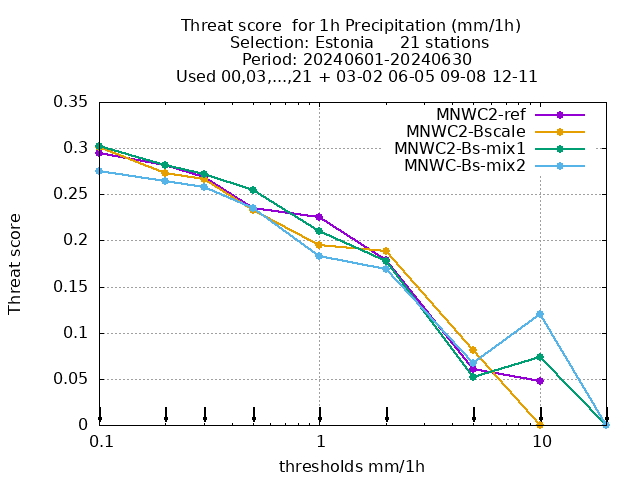 Threat score  for 1h Precipitation (mm/1h)
Selection: Estonia     21 stations
Period: 20240601-20240630
Used 00,03,...,21 + 03-02 06-05 09-08 12-11
MNWC2-ref
MNWC2-Bscale
MNWC2-Bs-mix1
MNWC-Bs-mix2
0.35
0.3
0.25
0.2
0.15
0.1
0.05
0
Threat score
0.1 1 10
thresholds mm/1h